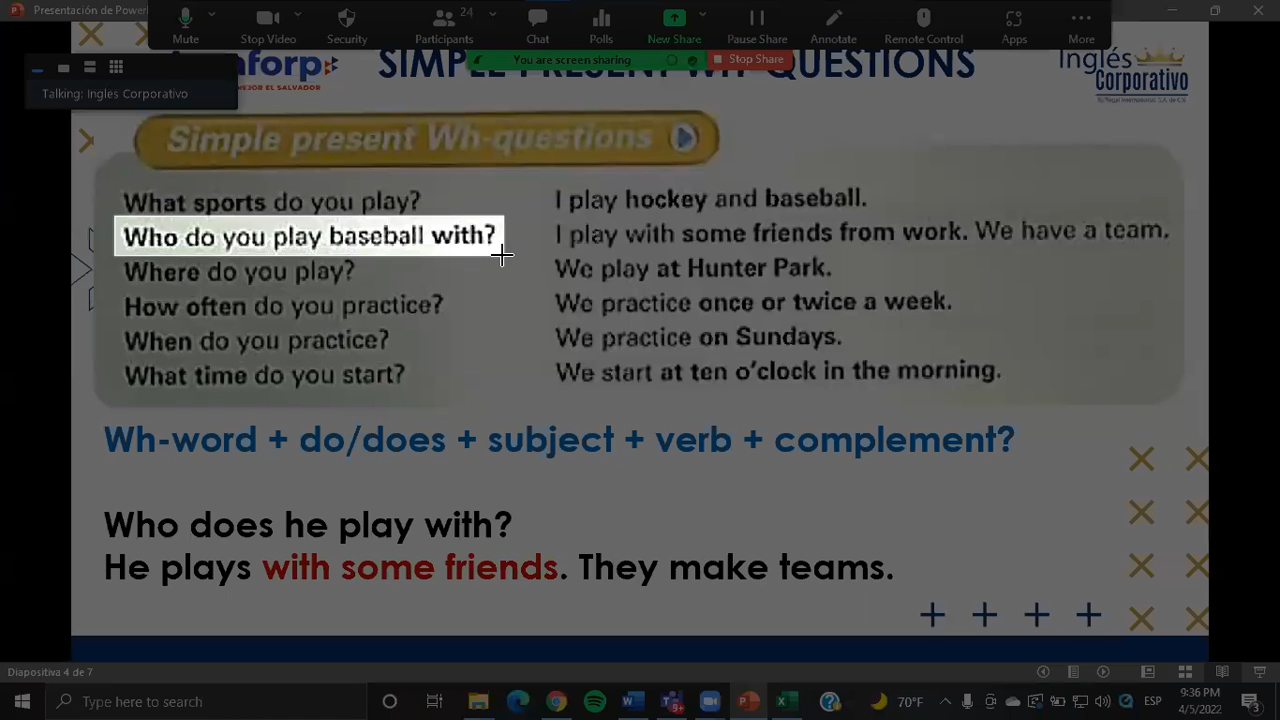 Presentación de PowerP
24
Mute
Stop Video
Security
Participants
Chat
Polls
New Share
Pause Share
Annotate
Remote Control
Apps
More
You are screen sharing
Stop Share
Talking: Ingles Corporativo
nforp
MEJOR EL SALVADOR
SIMPLE PRESENT WH-QUESTIONS
Inglés
Corporativo
Simple present Wh-questions
What sports do you play?
I play hockey and baseball.
Who do you play baseball with?
I play with some friends from work. We have a team.
Where do you play?
We play at Hunter Park.
How often do you practice?
We practice once or twice a week.
When do you practice?
We practice on Sundays.
What time do you start?
We start at ten o'clock in the morning.
Wh-word + do/does + subject + verb + complement?
Who does he play with?
He plays with some friends. They make teams.
Diapositiva 4 de 7
Type here to search
70°F
ESP
9:36 PM
4/5/2022
3